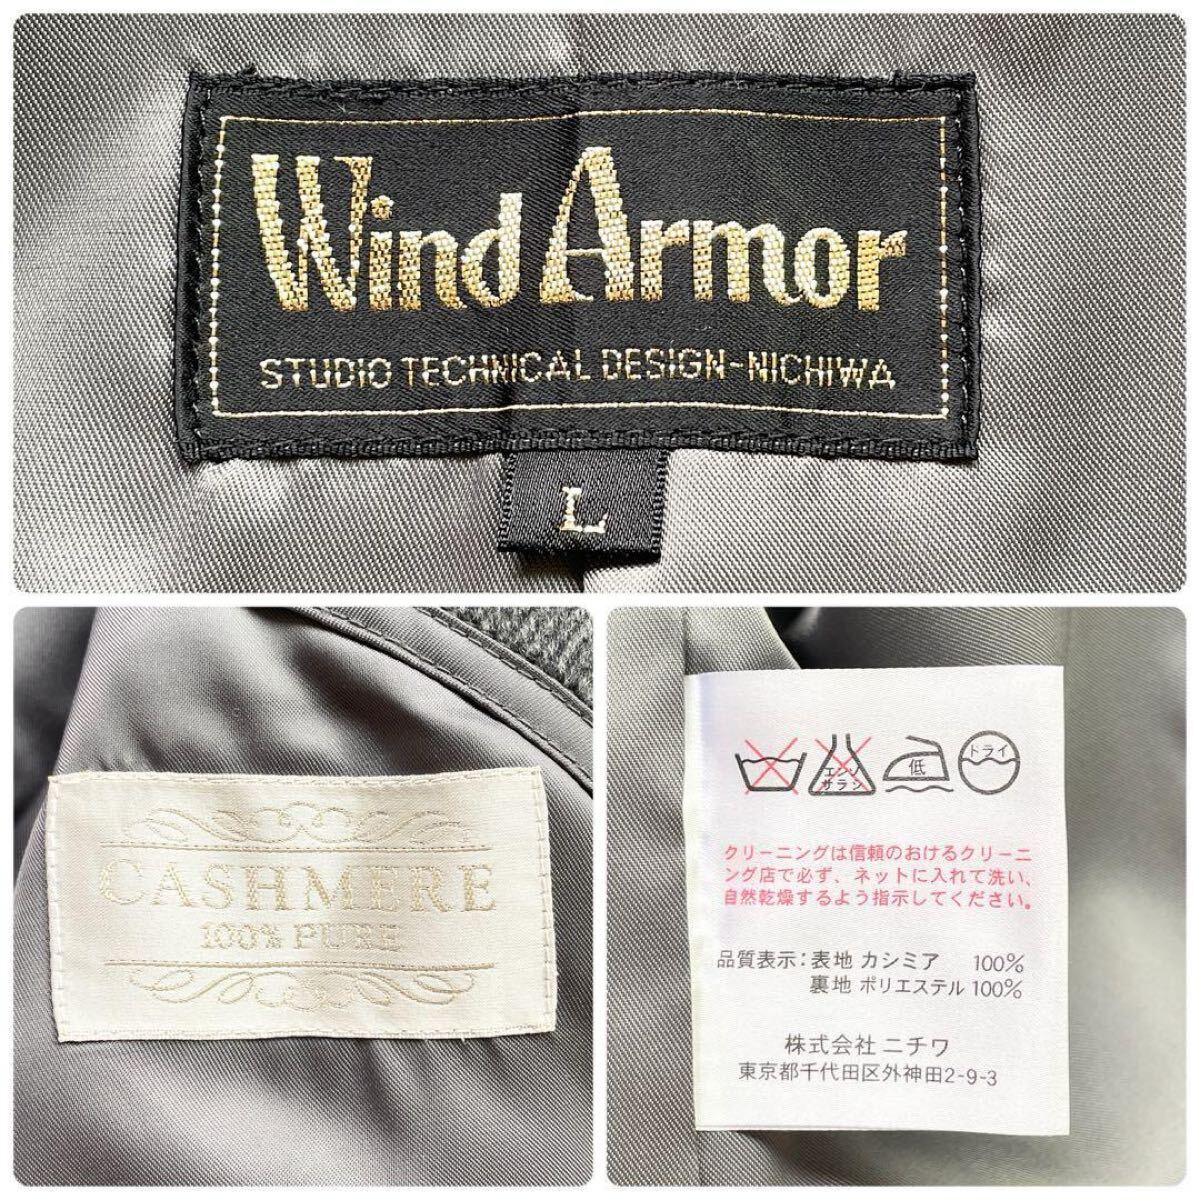 Wind Armor
STUDIO TECHNICAL DESIGN-NICHIWA
L
CASHMERE
100% PURE
エンソ
サラシ
低
ドライ
クリーニングは信頼のおけるクリーニ
ング店で必ず、ネットに入れて洗い、
自然乾燥するよう指示してください。
品質表示：表地 カシミア 100%
裏地 ポリエステル 100%
株式会社 ニチワ
東京都千代田区外神田2-9-3